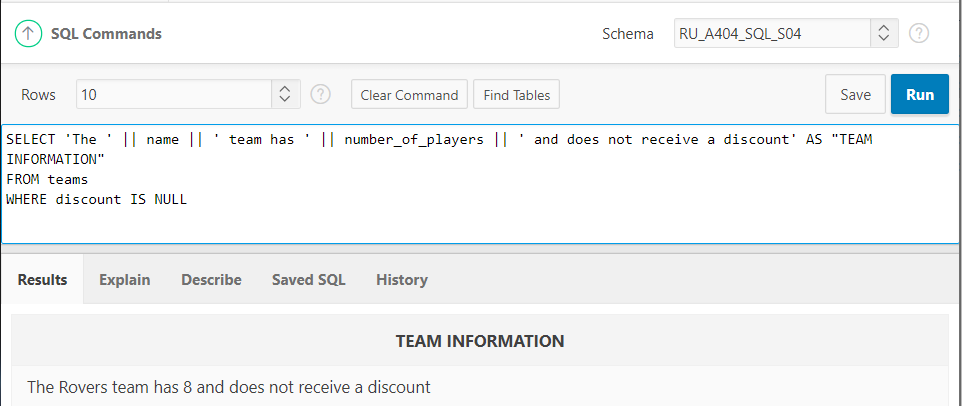 SQL Commands
Schema
RU_A404_SQL_S04
Rows
10
Clear Command
Find Tables
Save
Run
SELECT 'The ' || name || ' team has ' || number_of_players || ' and does not receive a discount' AS "TEAM
INFORMATION"
FROM teams
WHERE discount IS NULL
Results
Explain
Describe
Saved SQL
History
TEAM INFORMATION
The Rovers team has 8 and does not receive a discount